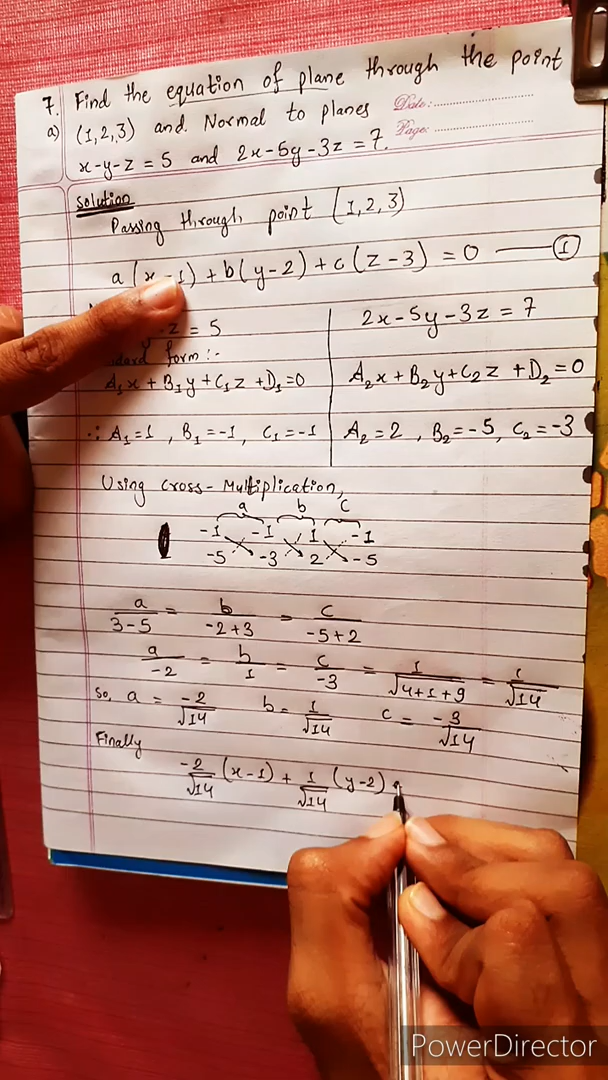 7. Find the equation of plane through the point
a) (1,2,3) and Normal to planes
Date:
x-y-z = 5 and 2x-5y-3z = 7.
Page:
Solution
Passing through point (1,2,3)
a(x-1) + b(y-2) + c(z-3) = 0 —— ①
z = 5
form:-
A₁x + B₁y + C₁z + D₁=0
∴ A₁=1 , B₁=-1, C₁=-1
2x-5y-3z = 7
A₂x + B₂y + C₂z + D₂ = 0
A₂ = 2, B₂ = -5, C₂ = -3
Using Cross-Multiplication,
a b c
-1 -1 1 -1
-5 -3 2 -5
a/3-5 = b/-2+3 = c/-5+2
a/-2 = b/1 = c/-3 = 1/√4+1+9 = 1/√14
So, a = -2/√14 b = 1/√14 c = -3/√14
Finally
-2/√14 (x-1) + 1/√14 (y-2)
PowerDirector